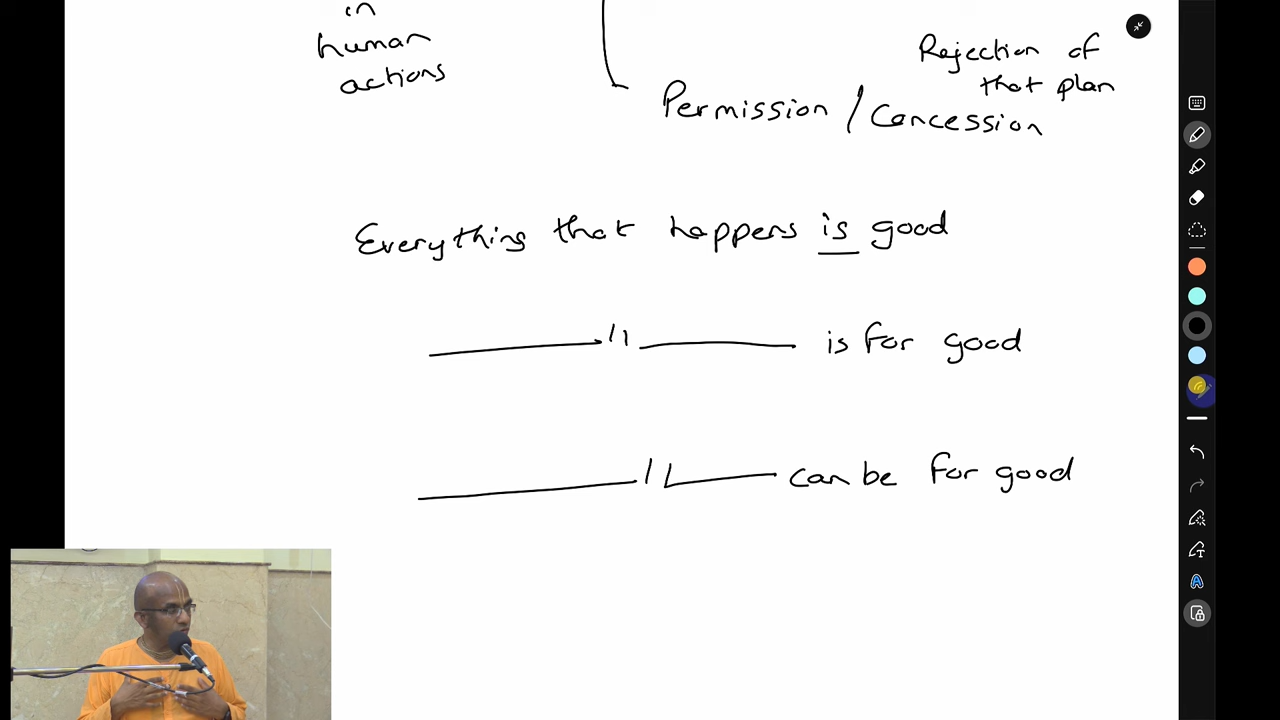 in
human
actions
Rejection of
that plan
Permission / Concession
Everything that happens is good
〃 is for good
〃 can be for good